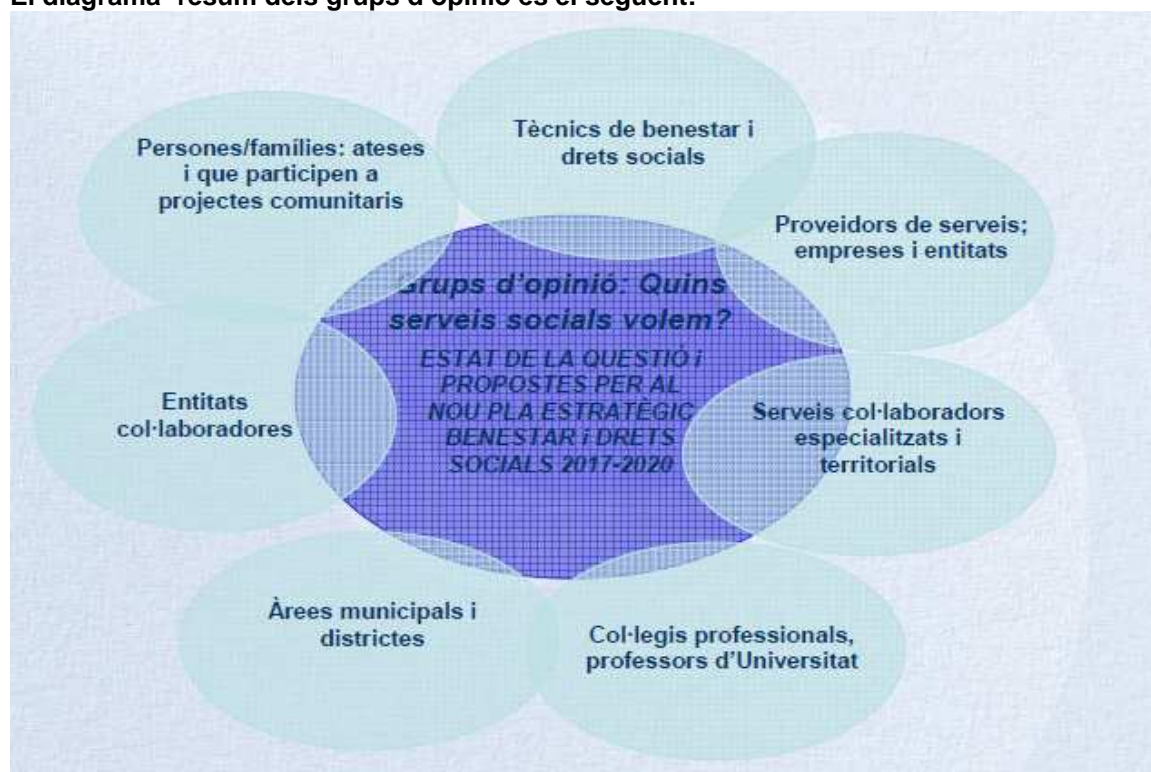 El diagrama-resum dels grups d'opinió és el següent:
Tècnics de benestar i
drets socials
Persones/famílies: ateses
i que participen a
projectes comunitaris
Proveidors de serveis;
empreses i entitats
Grups d'opinió: Quins
serveis socials volem?
ESTAT DE LA QUESTIÓ i
PROPOSTES PER AL
NOU PLA ESTRATÈGIC
BENESTAR i DRETS
SOCIALS 2017-2020
Entitats
col·laboradores
Serveis col·laboradors
especialitzats i
territorials
Àrees municipals i
districtes
Col·legis professionals,
professors d'Universitat